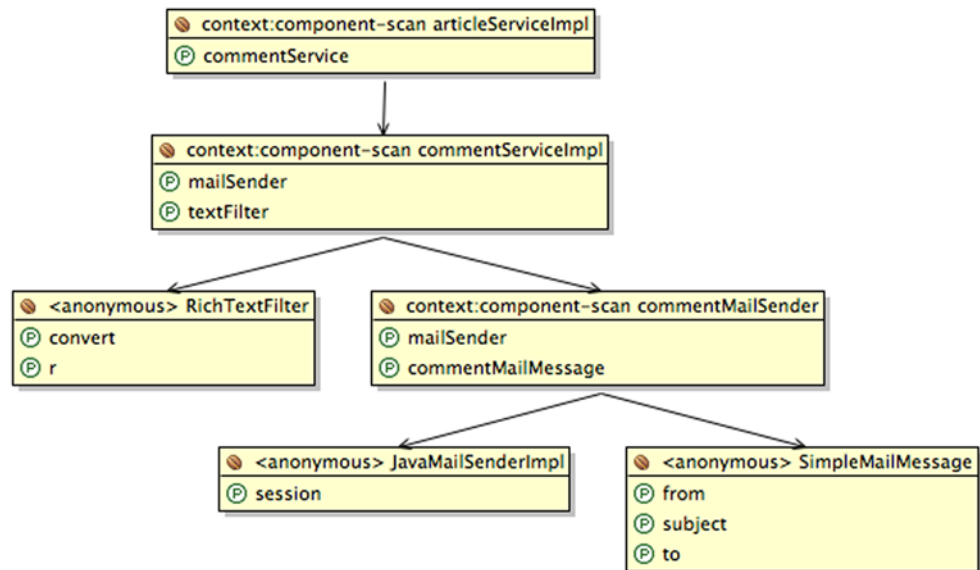 context:component-scan articleServiceImpl
P commentService
context:component-scan commentServiceImpl
P mailSender
P textFilter
<anonymous> RichTextFilter
P convert
P r
context:component-scan commentMailSender
P mailSender
P commentMailMessage
<anonymous> JavaMailSenderImpl
P session
<anonymous> SimpleMailMessage
P from
P subject
P to